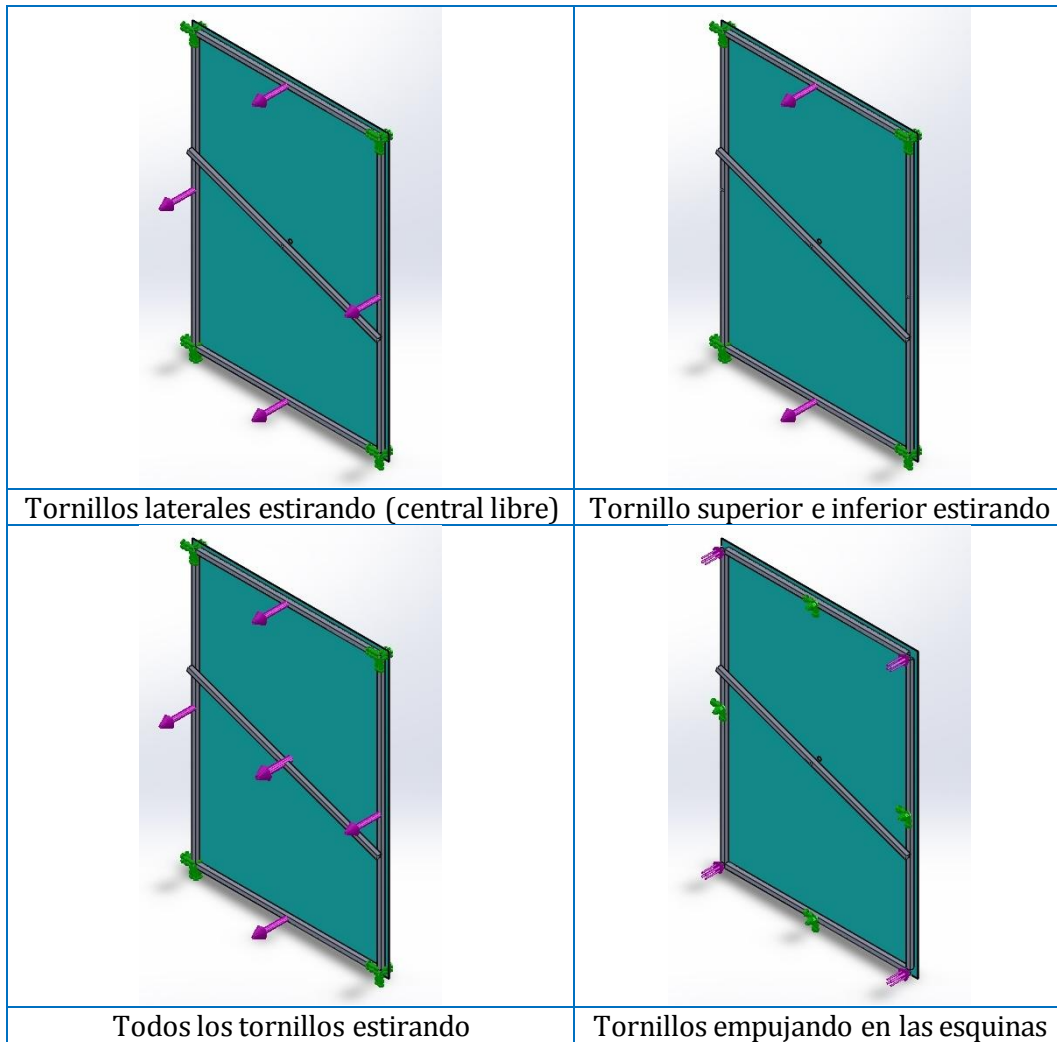 Tornillos laterales estirando (central libre)
Tornillo superior e inferior estirando
Todos los tornillos estirando
Tornillos empujando en las esquinas